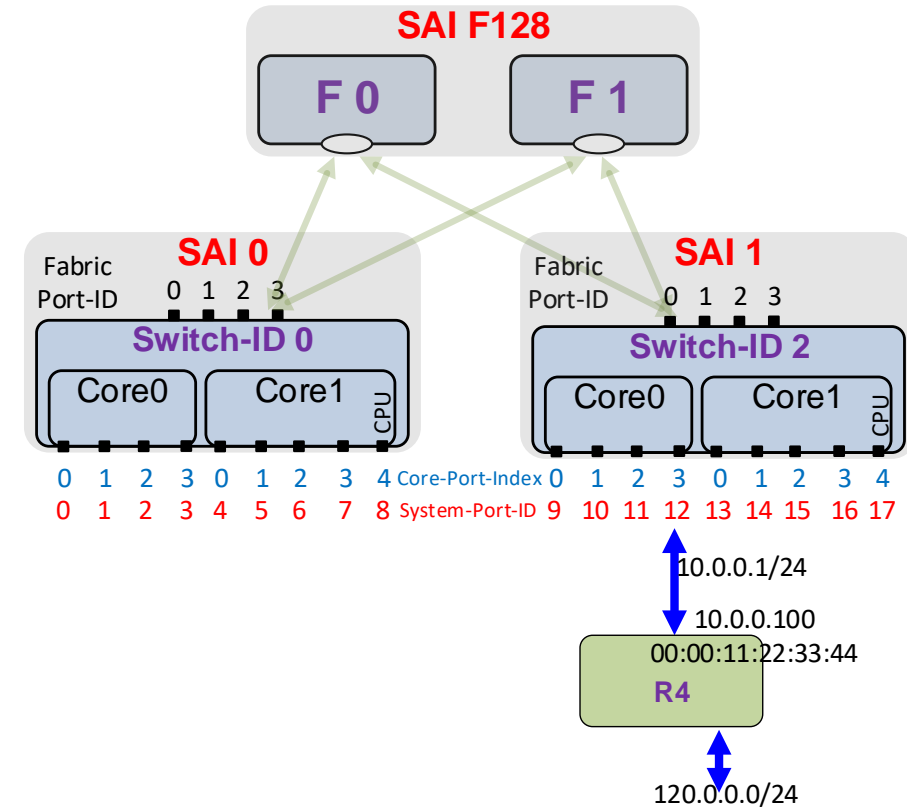 SAI F128
F 0 F 1
SAI 0 SAI 1
Fabric
Port-ID
0 1 2 3
Fabric
Port-ID
0 1 2 3
Switch-ID 0 Switch-ID 2
Core0 Core1 CPU
Core0 Core1 CPU
0 1 2 3 0 1 2 3 4 Core-Port-Index 0 1 2 3 0 1 2 3 4
0 1 2 3 4 5 6 7 8 System-Port-ID 9 10 11 12 13 14 15 16 17
10.0.0.1/24
10.0.0.100
00:00:11:22:33:44
R4
120.0.0.0/24